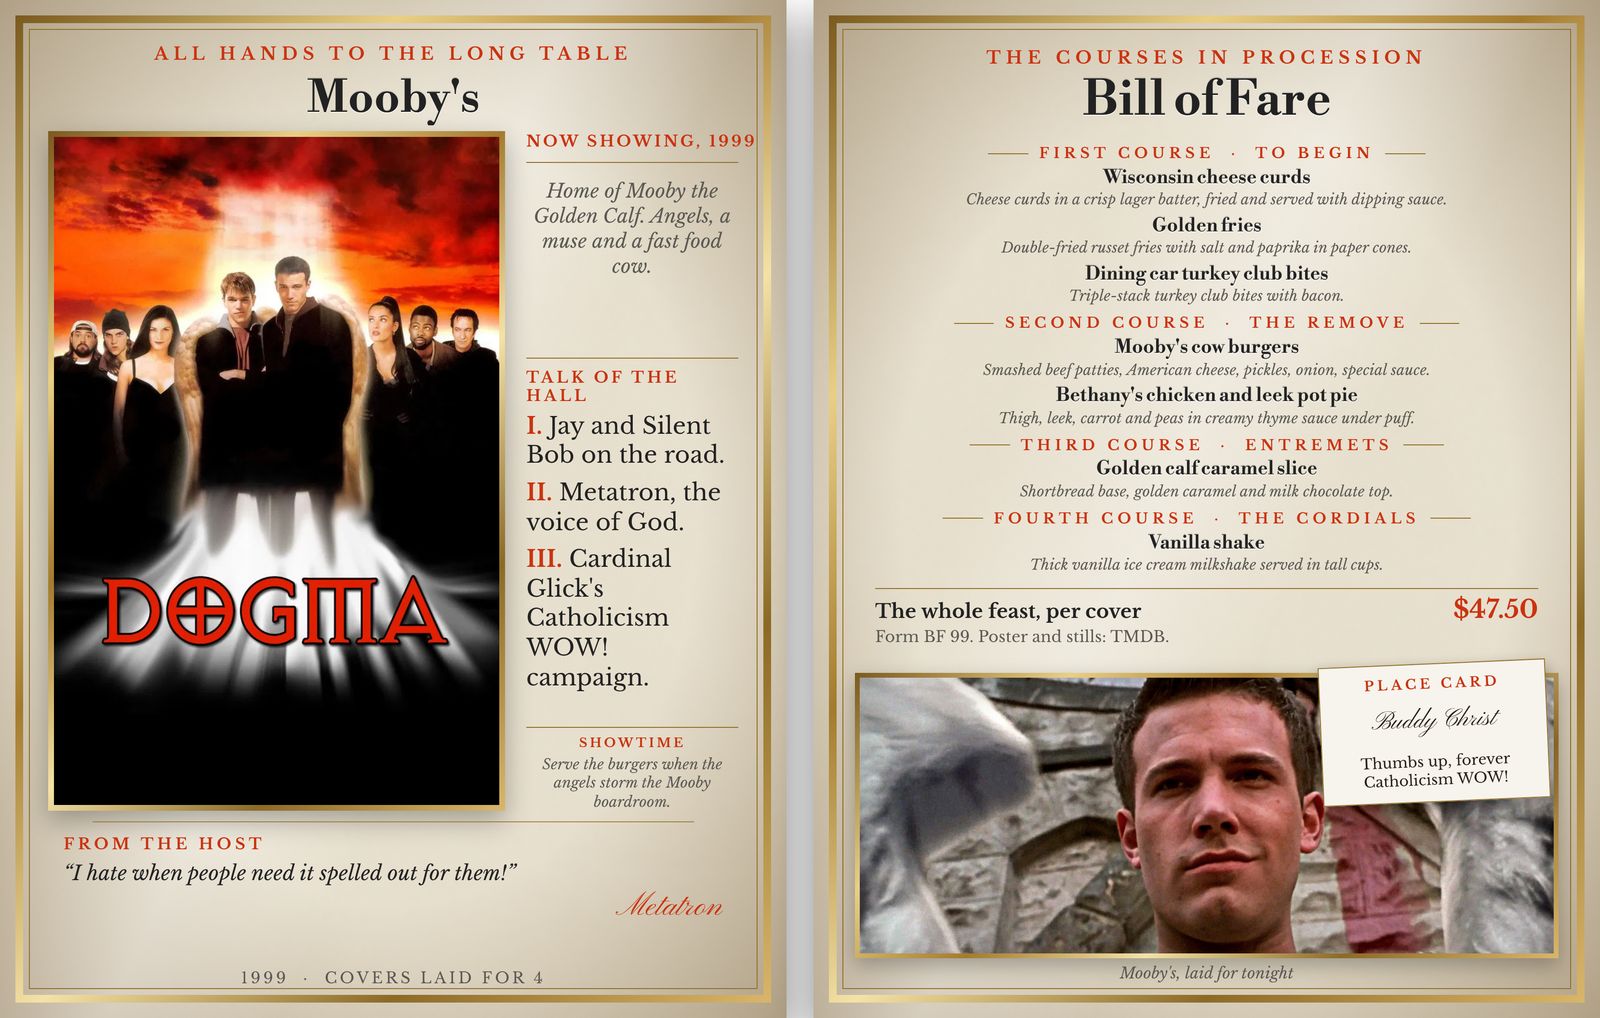 ALL HANDS TO THE LONG TABLE
Mooby's
NOW SHOWING, 1999
Home of Mooby the
Golden Calf. Angels, a
muse and a fast food
cow.
TALK OF THE
HALL
I. Jay and Silent
Bob on the road.
II. Metatron, the
voice of God.
III. Cardinal
Glick's
Catholicism
WOW!
campaign.
SHOWTIME
Serve the burgers when the
angels storm the Mooby
boardroom.
DOGMA
FROM THE HOST
“I hate when people need it spelled out for them!”
Metatron
1999 · COVERS LAID FOR 4
THE COURSES IN PROCESSION
Bill of Fare
FIRST COURSE · TO BEGIN
Wisconsin cheese curds
Cheese curds in a crisp lager batter, fried and served with dipping sauce.
Golden fries
Double-fried russet fries with salt and paprika in paper cones.
Dining car turkey club bites
Triple-stack turkey club bites with bacon.
SECOND COURSE · THE REMOVE
Mooby's cow burgers
Smashed beef patties, American cheese, pickles, onion, special sauce.
Bethany's chicken and leek pot pie
Thigh, leek, carrot and peas in creamy thyme sauce under puff.
THIRD COURSE · ENTREMETS
Golden calf caramel slice
Shortbread base, golden caramel and milk chocolate top.
FOURTH COURSE · THE CORDIALS
Vanilla shake
Thick vanilla ice cream milkshake served in tall cups.
The whole feast, per cover $47.50
Form BF 99. Poster and stills: TMDB.
PLACE CARD
Buddy Christ
Thumbs up, forever
Catholicism WOW!
Mooby's, laid for tonight